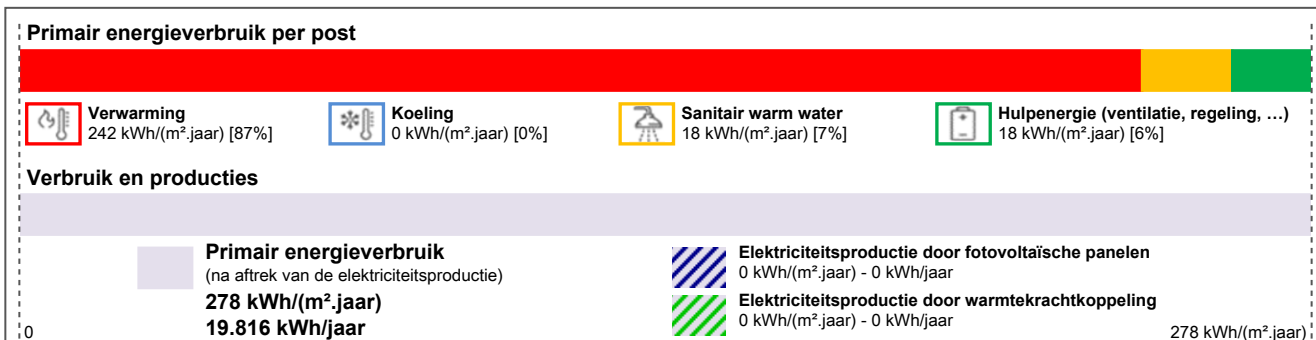 Primair energieverbruik per post
Verwarming
242 kWh/(m².jaar) [87%]
Koeling
0 kWh/(m².jaar) [0%]
Sanitair warm water
18 kWh/(m².jaar) [7%]
Hulpenergie (ventilatie, regeling, …)
18 kWh/(m².jaar) [6%]
Verbruik en producties
Primair energieverbruik
(na aftrek van de elektriciteitsproductie)
278 kWh/(m².jaar)
19.816 kWh/jaar
Elektriciteitsproductie door fotovoltaïsche panelen
0 kWh/(m².jaar) - 0 kWh/jaar
Elektriciteitsproductie door warmtekrachtkoppeling
0 kWh/(m².jaar) - 0 kWh/jaar
0
278 kWh/(m².jaar)